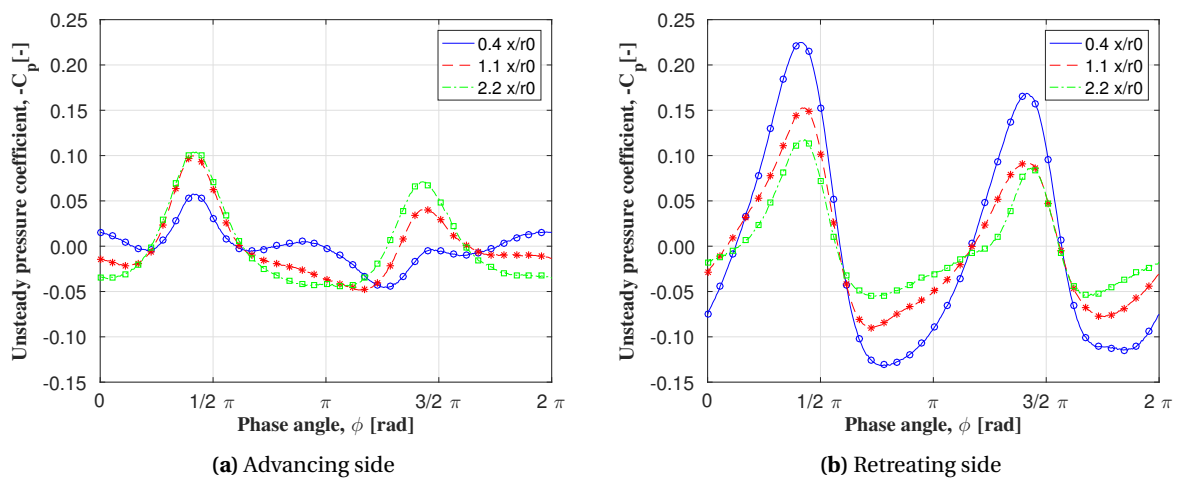 Unsteady pressure coefficient, -C_p[-]
0.25
0.20
0.15
0.10
0.05
0.00
-0.05
-0.10
-0.15
0.4 x/r0
1.1 x/r0
2.2 x/r0
0 1/2 π π 3/2 π 2 π
Phase angle, ϕ [rad]
(a) Advancing side
Unsteady pressure coefficient, -C_p[-]
0.25
0.20
0.15
0.10
0.05
0.00
-0.05
-0.10
-0.15
0.4 x/r0
1.1 x/r0
2.2 x/r0
0 1/2 π π 3/2 π 2 π
Phase angle, ϕ [rad]
(b) Retreating side